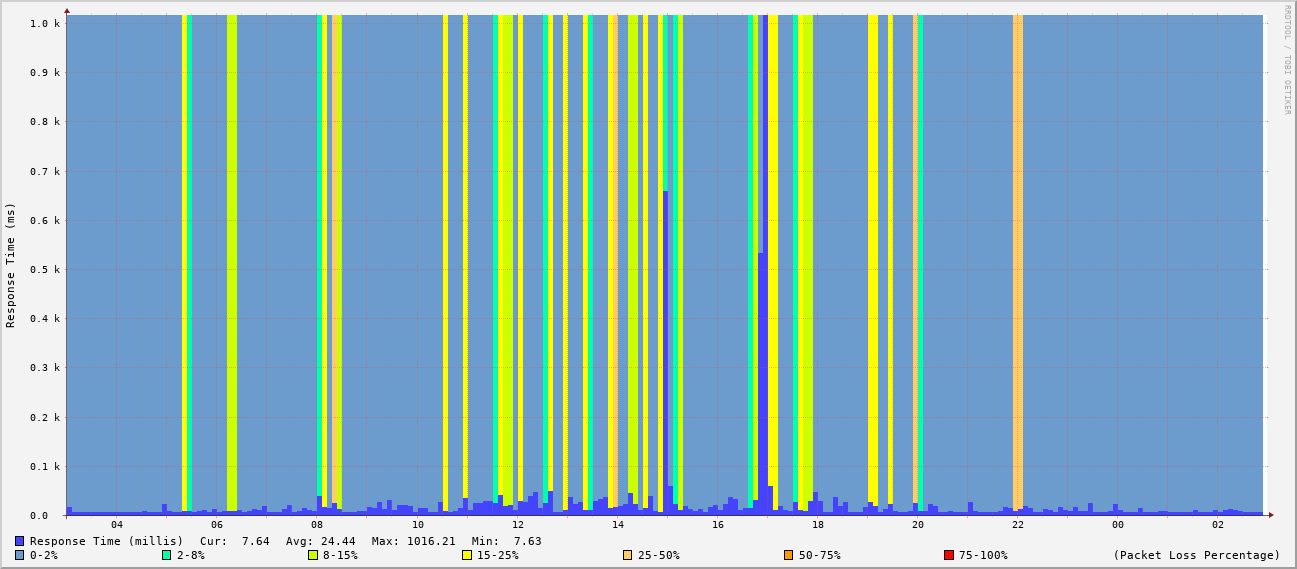 RRDTOOL / TOBI OETIKER
Response Time (ms)
1.0 k
0.9 k
0.8 k
0.7 k
0.6 k
0.5 k
0.4 k
0.3 k
0.2 k
0.1 k
0.0
04 06 08 10 12 14 16 18 20 22 00 02
Response Time (millis) Cur: 7.64 Avg: 24.44 Max: 1016.21 Min: 7.63
0-2% 2-8% 8-15% 15-25% 25-50% 50-75% 75-100% (Packet Loss Percentage)